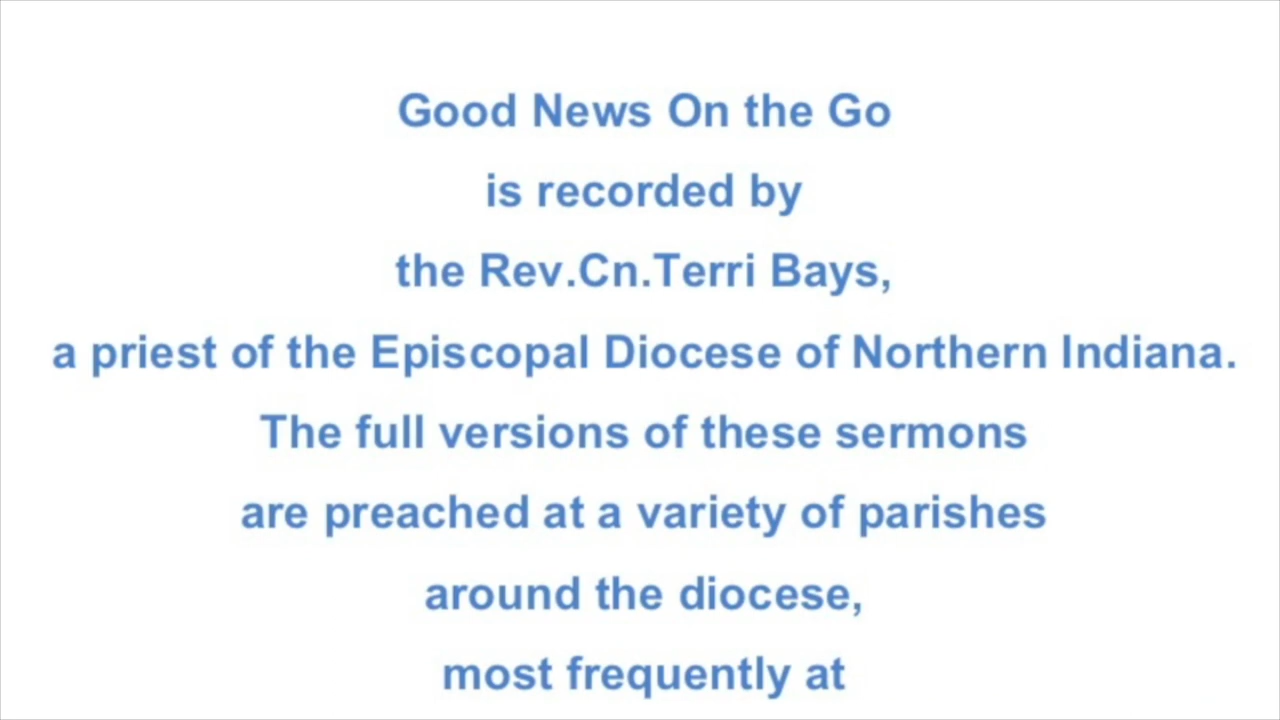 Good News On the Go
is recorded by
the Rev.Cn.Terri Bays,
a priest of the Episcopal Diocese of Northern Indiana.
The full versions of these sermons
are preached at a variety of parishes
around the diocese,
most frequently at